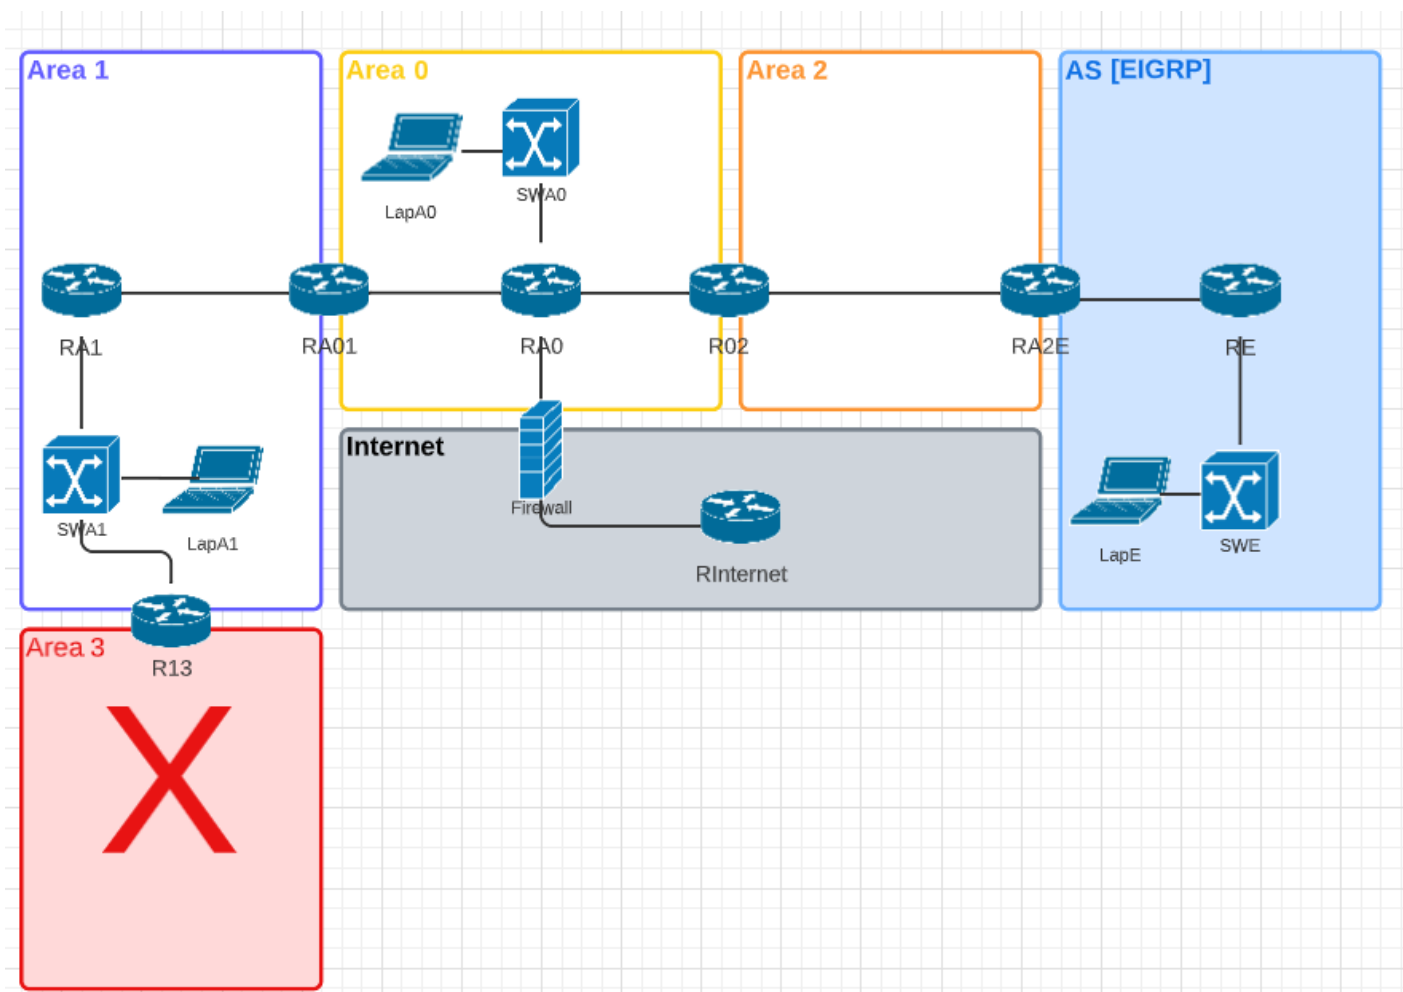 Area 1
Area 0
Area 2
AS [EIGRP]
LapA0
SWA0
RA1
RA01
RA0
R02
RA2E
RE
Internet
Firewall
RInternet
SWA1
LapA1
LapE
SWE
Area 3
R13
X